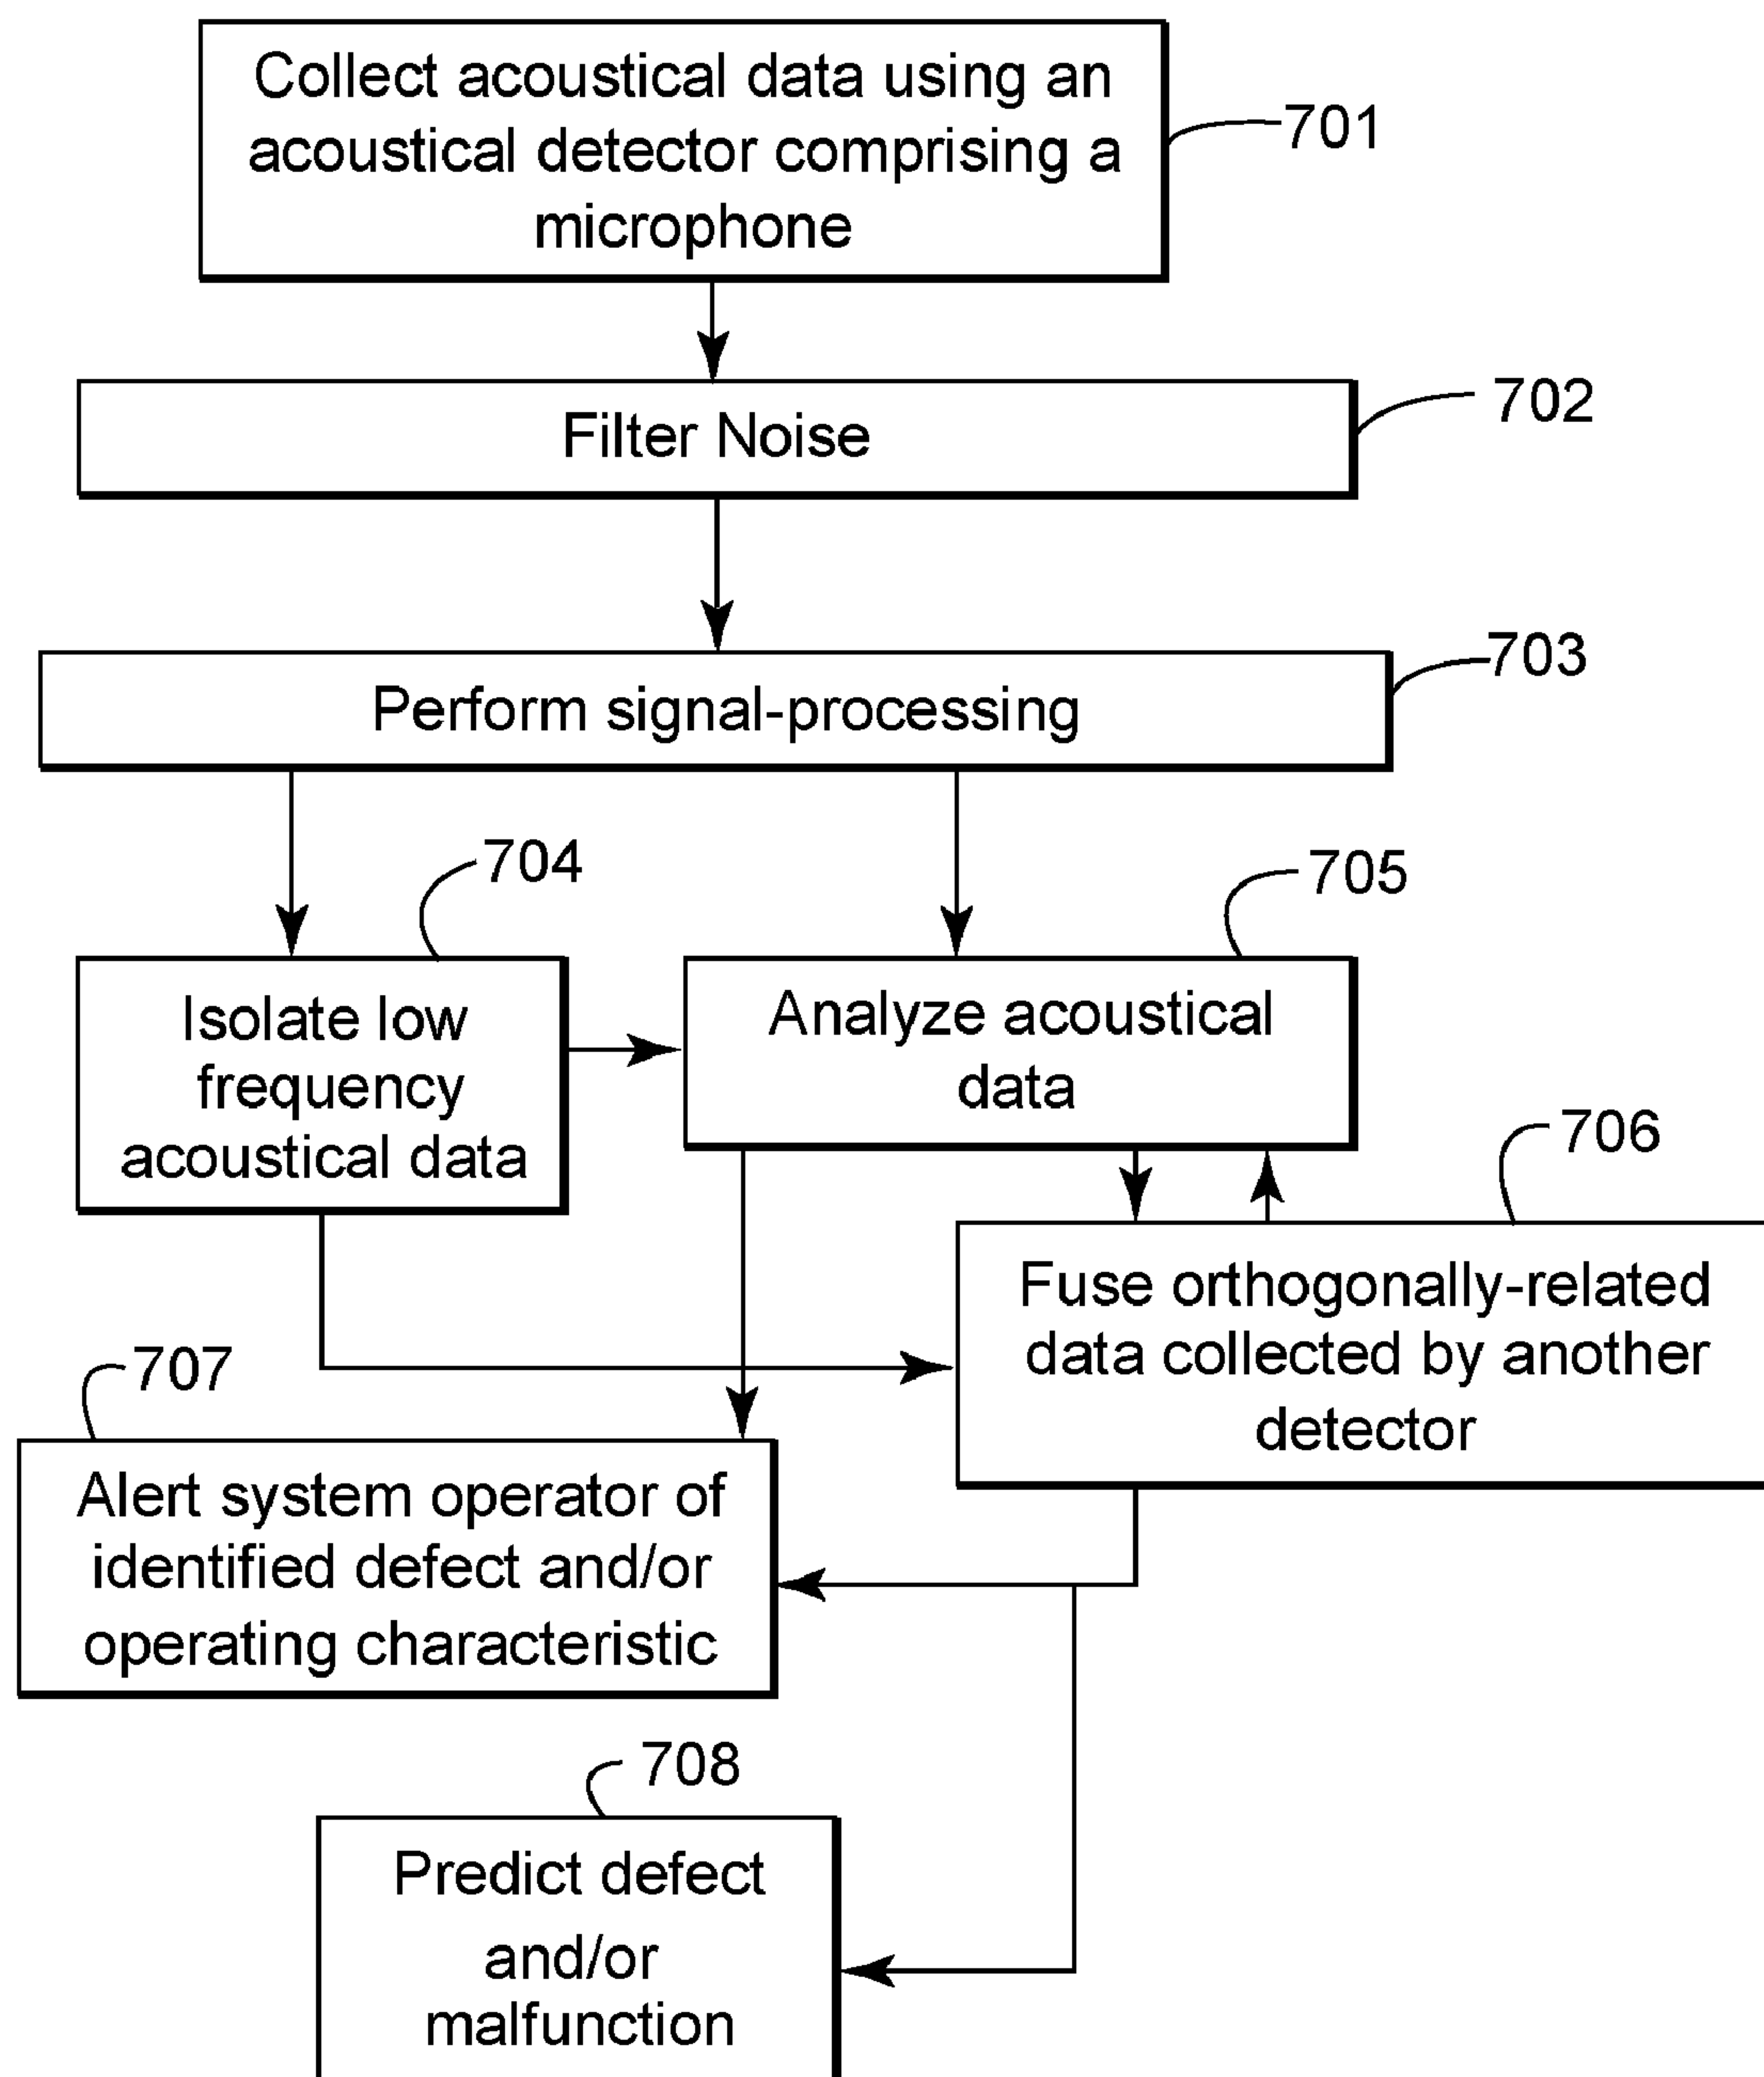 Collect acoustical data using an
acoustical detector comprising a
microphone
701
Filter Noise
702
Perform signal-processing
703
704
Isolate low
frequency
acoustical data
705
Analyze acoustical
data
706
Fuse orthogonally-related
data collected by another
detector
707
Alert system operator of
identified defect and/or
operating characteristic
708
Predict defect
and/or
malfunction